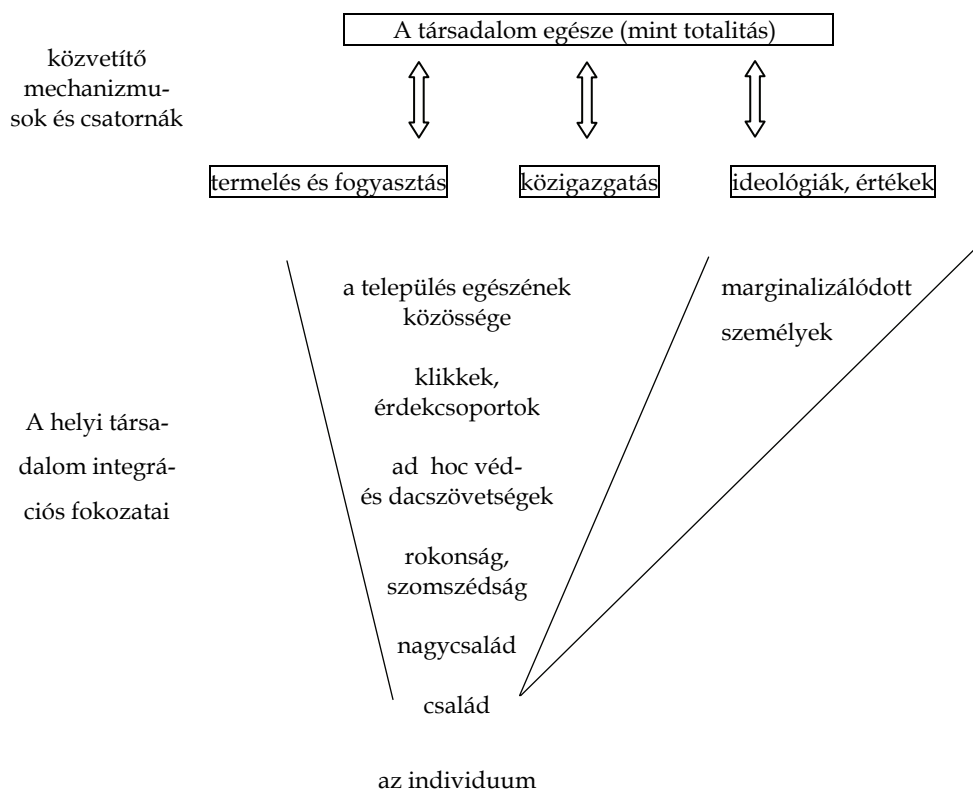 A társadalom egésze (mint totalitás)
közvetítő
mechanizmu-
sok és csatornák
termelés és fogyasztás
közigazgatás
ideológiák, értékek
a település egészének
közössége
marginalizálódott
személyek
klikkek,
érdekcsoportok
A helyi társa-
dalom integrá-
ciós fokozatai
ad hoc véd-
és dacszövetségek
rokonság,
szomszédság
nagycsalád
család
az individuum